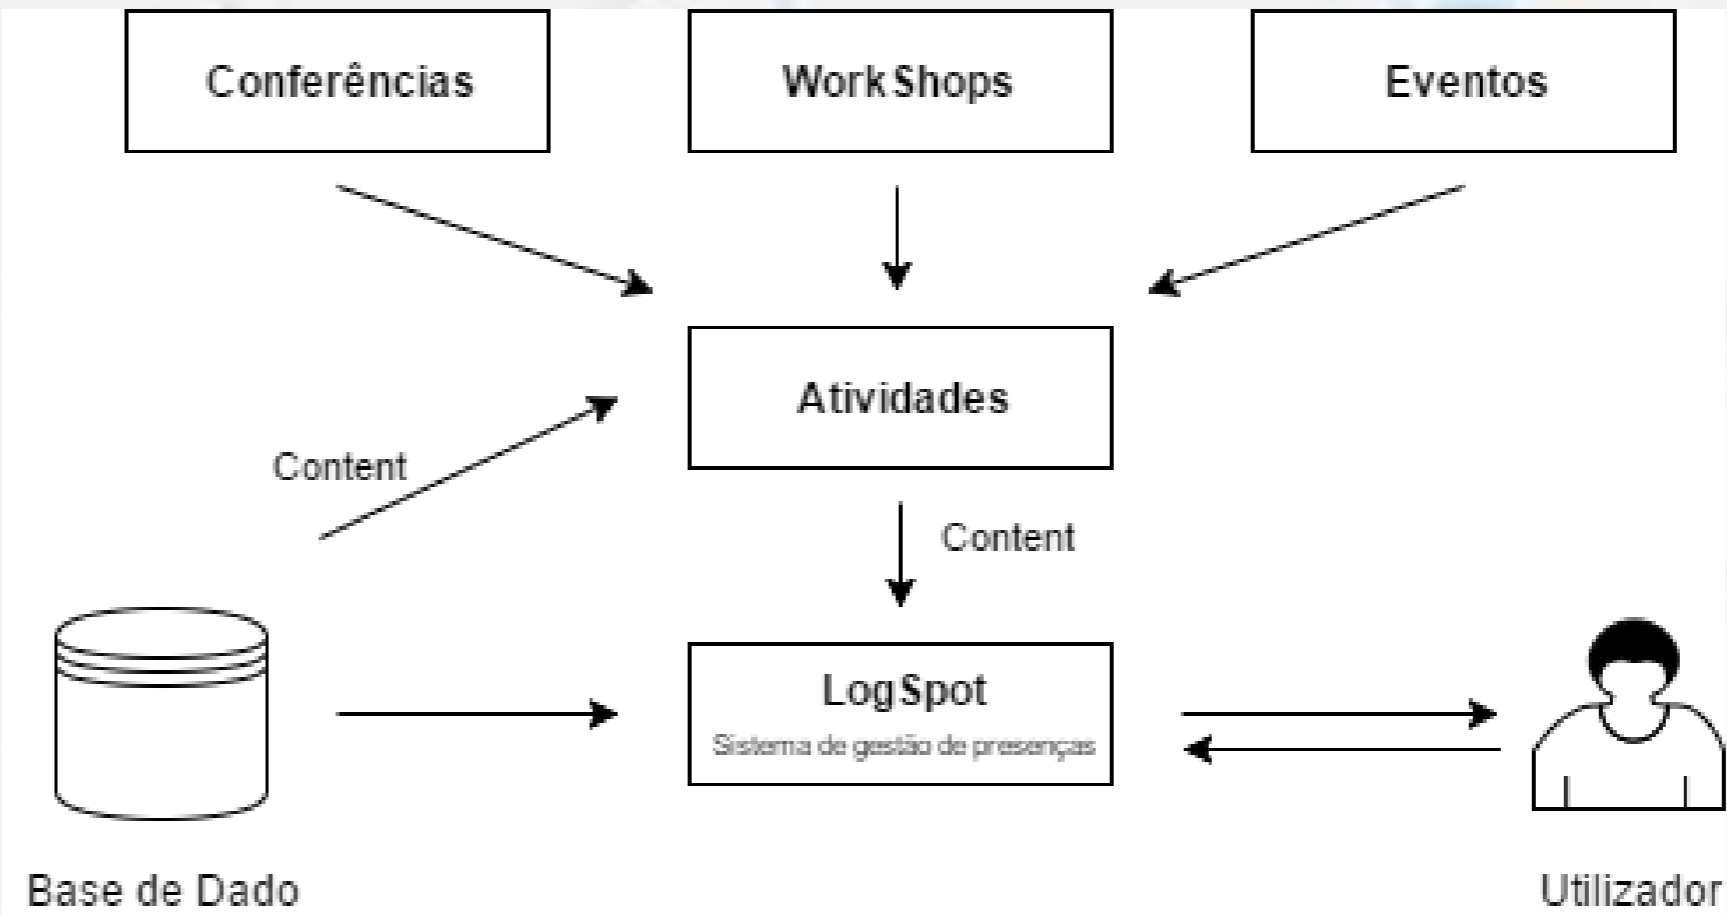 Conferências
WorkShops
Eventos
Atividades
Content
Content
LogSpot
Sistema de gestão de presenças
Base de Dado
Utilizador